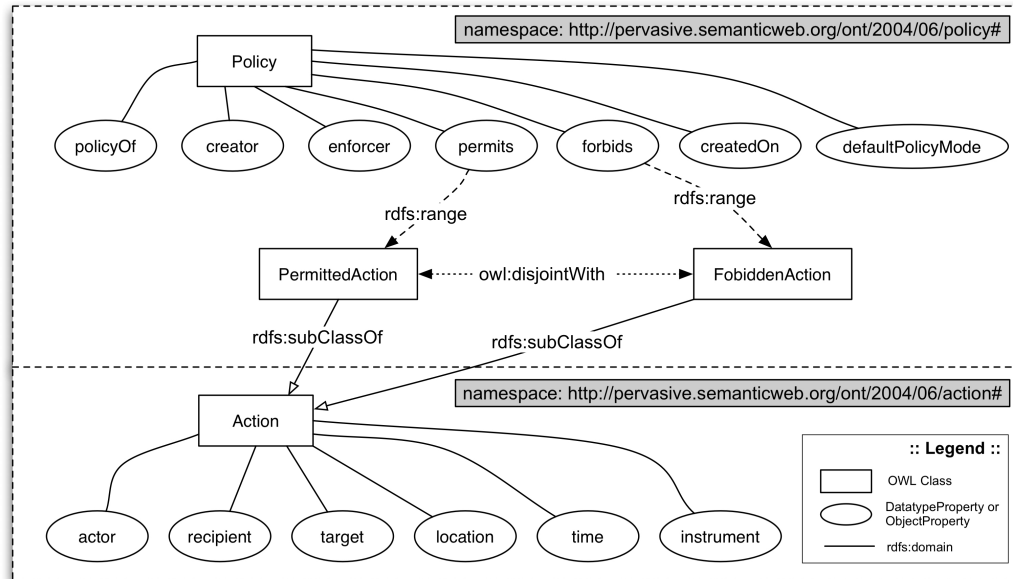 namespace: http://pervasive.semanticweb.org/ont/2004/06/policy#
Policy
policyOf
creator
enforcer
permits
forbids
createdOn
defaultPolicyMode
rdfs:range
rdfs:range
PermittedAction
owl:disjointWith
FobiddenAction
rdfs:subClassOf
rdfs:subClassOf
namespace: http://pervasive.semanticweb.org/ont/2004/06/action#
Action
actor
recipient
target
location
time
instrument
:: Legend ::
OWL Class
DatatypeProperty or
ObjectProperty
rdfs:domain